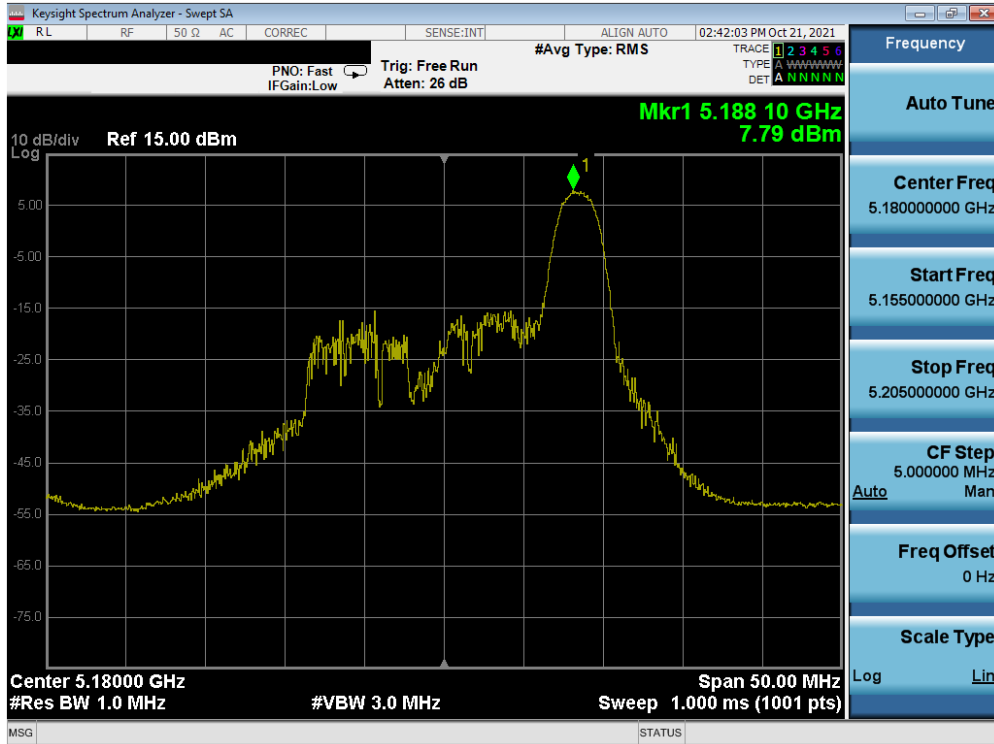 Keysight Spectrum Analyzer - Swept SA
LXI RL RF 50 Ω AC CORREC SENSE:INT ALIGN AUTO 02:42:03 PM Oct 21, 2021
PNO: Fast
IFGain:Low
Trig: Free Run
Atten: 26 dB
#Avg Type: RMS
TRACE 1 2 3 4 5 6
TYPE A WWWWW
DET A N N N N N
Mkr1 5.188 10 GHz
7.79 dBm
10 dB/div Ref 15.00 dBm
Log
1
5.00
-5.00
-15.0
-25.0
-35.0
-45.0
-55.0
-65.0
-75.0
Center 5.18000 GHz Span 50.00 MHz
#Res BW 1.0 MHz #VBW 3.0 MHz Sweep 1.000 ms (1001 pts)
MSG STATUS
Frequency
Auto Tune
Center Freq
5.180000000 GHz
Start Freq
5.155000000 GHz
Stop Freq
5.205000000 GHz
CF Step
5.000000 MHz
Auto Man
Freq Offset
0 Hz
Scale Type
Log Lin